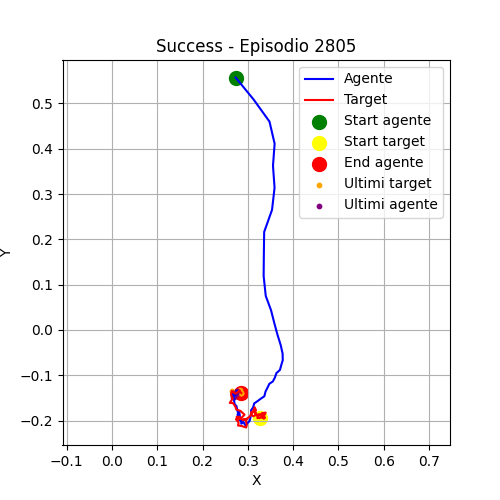 Success - Episodio 2805
Agente
Target
Start agente
Start target
End agente
Ultimi target
Ultimi agente
Y
0.5
0.4
0.3
0.2
0.1
0.0
−0.1
−0.2
−0.1
0.0
0.1
0.2
0.3
0.4
0.5
0.6
0.7
X